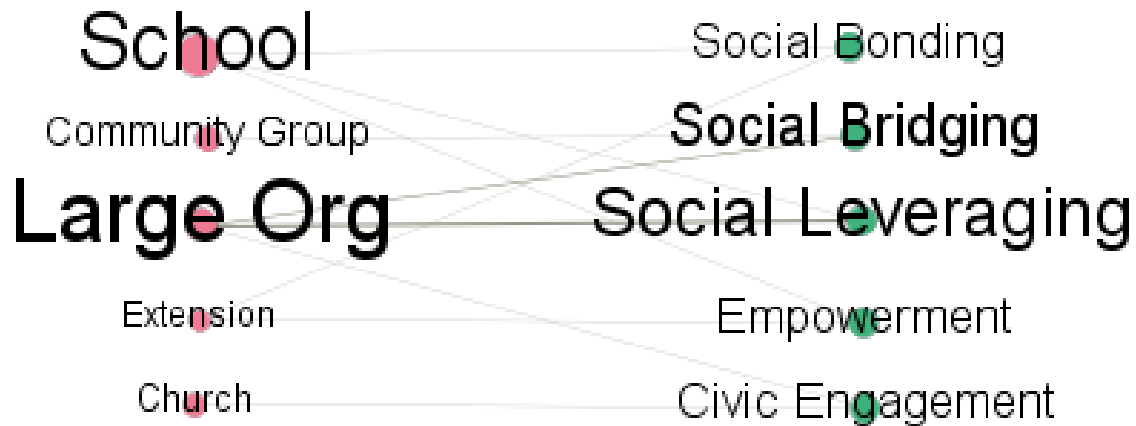 School
Social Bonding
Community Group
Social Bridging
Large Org
Social Leveraging
Extension
Empowerment
Church
Civic Engagement